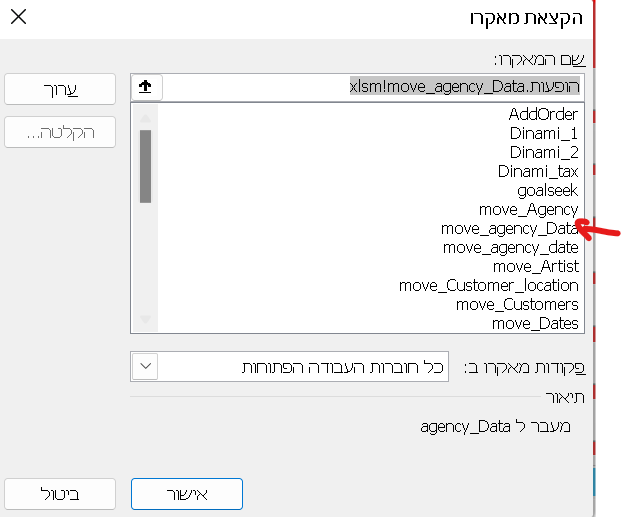 הקצאת מאקרו
שם המאקרו:
הופעות.xlsm!move_agency_Data
ערוך
הקלטה...
AddOrder
Dinami_1
Dinami_2
Dinami_tax
goalseek
move_Agency
move_agency_Data
move_agency_date
move_Artist
move_Customer_location
move_Customers
move_Dates
פקודות מאקרו ב: כל חוברות העבודה הפתוחות
תיאור
מעבר ל agency_Data
אישור
ביטול